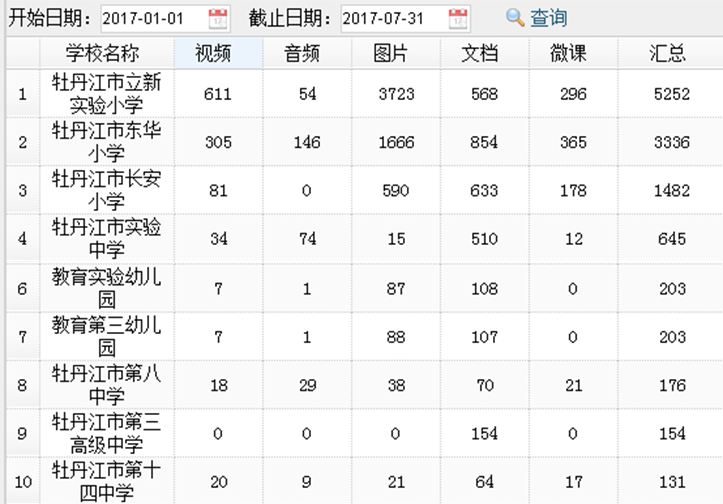 开始日期： 2017-01-01 截止日期： 2017-07-31 查询
学校名称 视频 音频 图片 文档 微课 汇总
1 牡丹江市立新实验小学 611 54 3723 568 296 5252
2 牡丹江市东华小学 305 146 1666 854 365 3336
3 牡丹江市长安小学 81 0 590 633 178 1482
4 牡丹江市实验中学 34 74 15 510 12 645
6 教育实验幼儿园 7 1 87 108 0 203
7 教育第三幼儿园 7 1 88 107 0 203
8 牡丹江市第八中学 18 29 38 70 21 176
9 牡丹江市第三高级中学 0 0 0 154 0 154
10 牡丹江市第十四中学 20 9 21 64 17 131